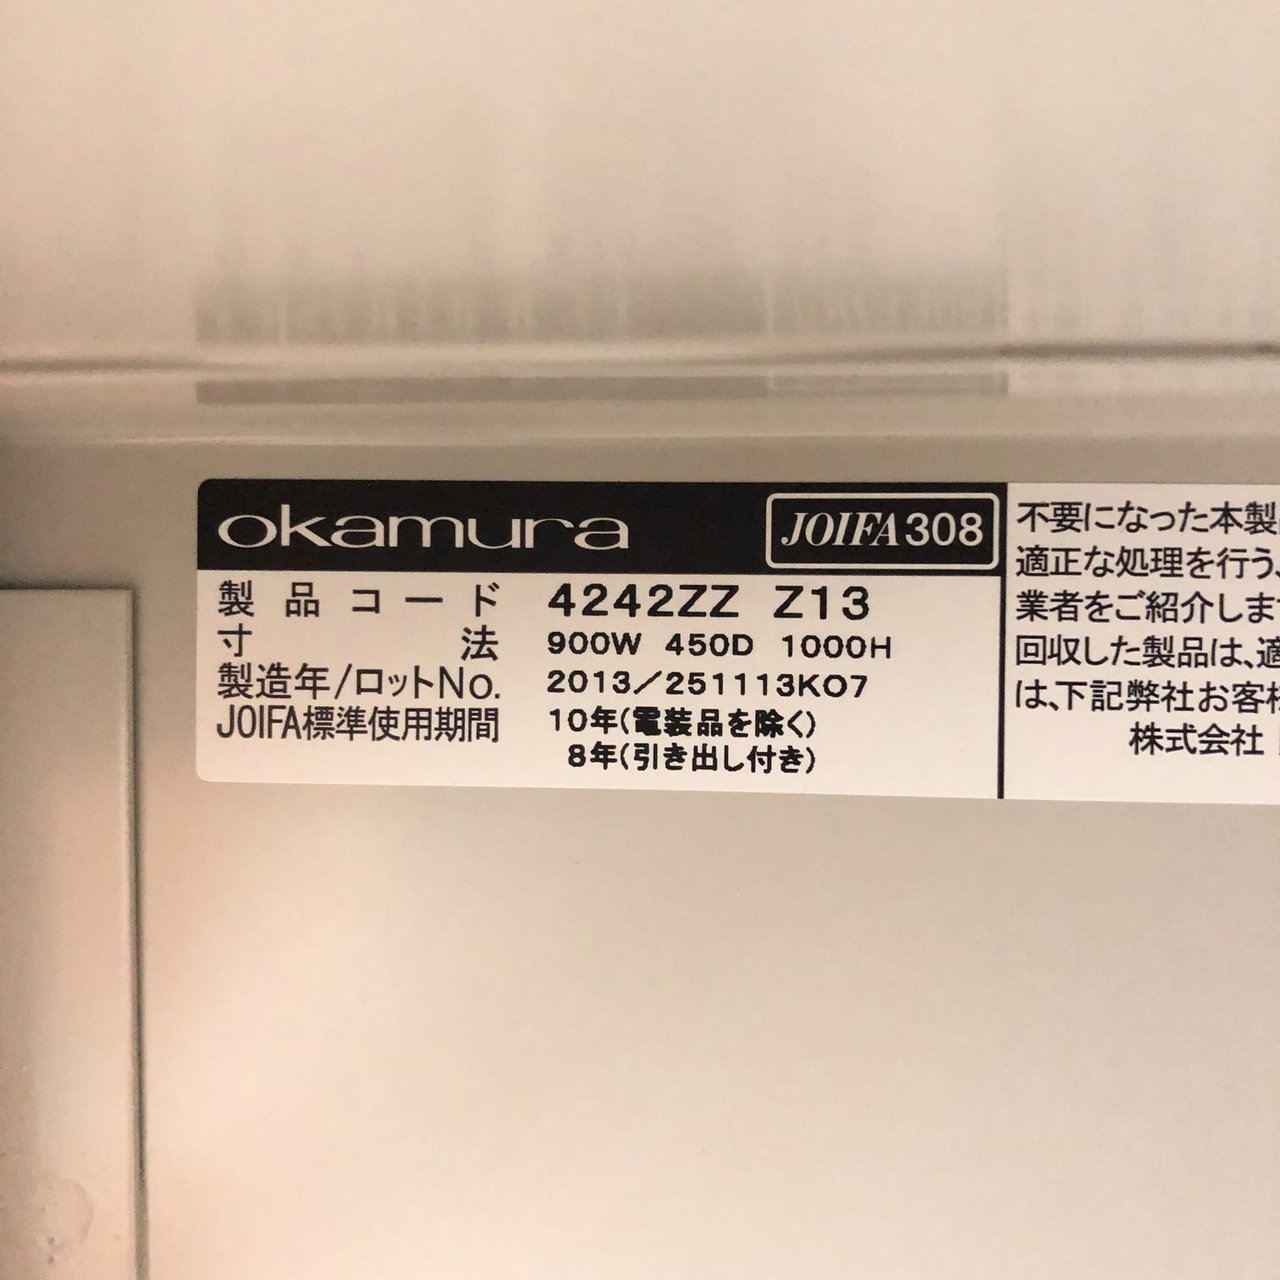 okamura JOIFA308
製品コード 4242ZZ Z13
寸法 900W 450D 1000H
製造年/ロットNo. 2013/251113K07
JOIFA標準使用期間 10年(電装品を除く)
8年(引き出し付き)
不要になった本製
適正な処理を行う、
業者をご紹介しま
回収した製品は、適
は、下記弊社お客様
株式会社